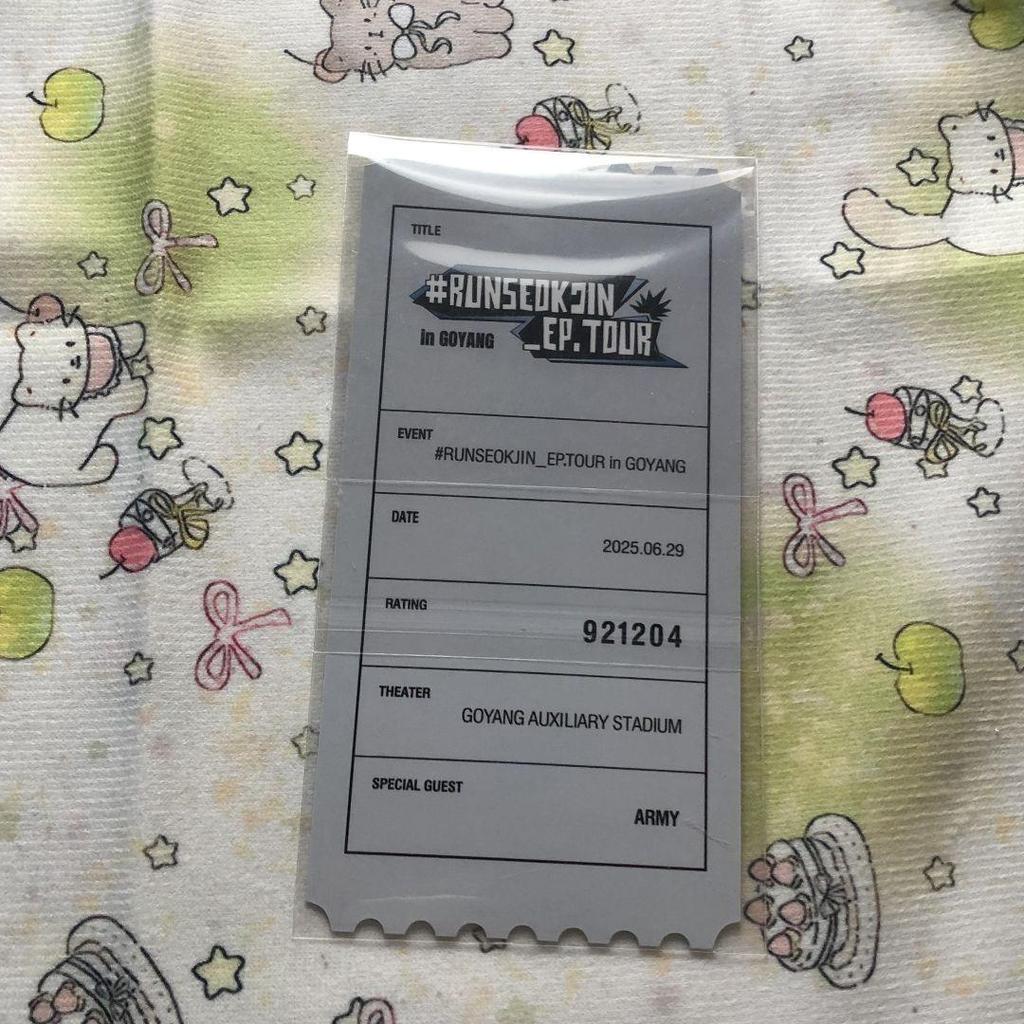 TITLE
#RUNSEOKJIN
_EP.TOUR
in GOYANG
EVENT
#RUNSEOKJIN_EP.TOUR in GOYANG
DATE
2025.06.29
RATING
921204
THEATER
GOYANG AUXILIARY STADIUM
SPECIAL GUEST
ARMY